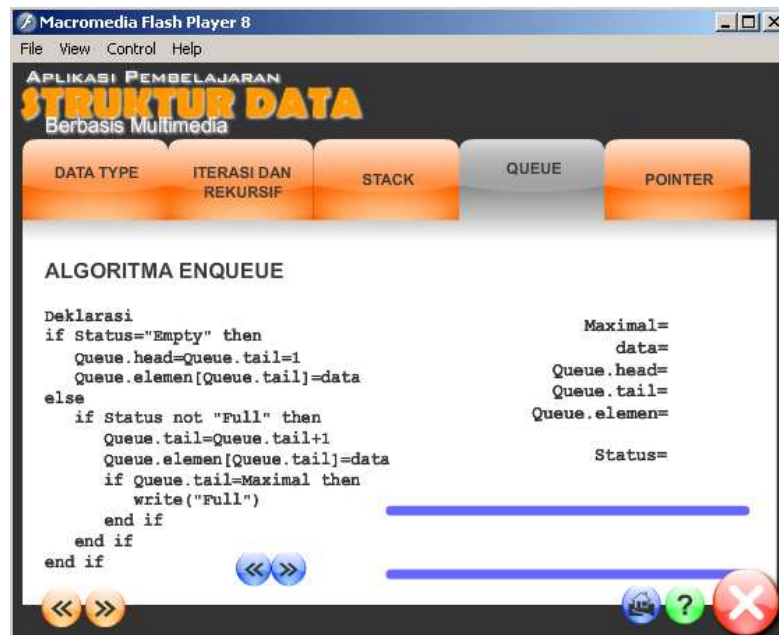 Macromedia Flash Player 8
File View Control Help
APLIKASI PEMBELAJARAN
STRUKTUR DATA
Berbasis Multimedia
DATA TYPE
ITERASI DAN
REKURSIF
STACK
QUEUE
POINTER
ALGORITMA ENQUEUE
Deklarasi
if Status="Empty" then
Queue.head=Queue.tail=1
Queue.elemen[Queue.tail]=data
else
if Status not "Full" then
Queue.tail=Queue.tail+1
Queue.elemen[Queue.tail]=data
if Queue.tail=Maximal then
write("Full")
end if
end if
end if
Maximal=
data=
Queue.head=
Queue.tail=
Queue.elemen=
Status=
?